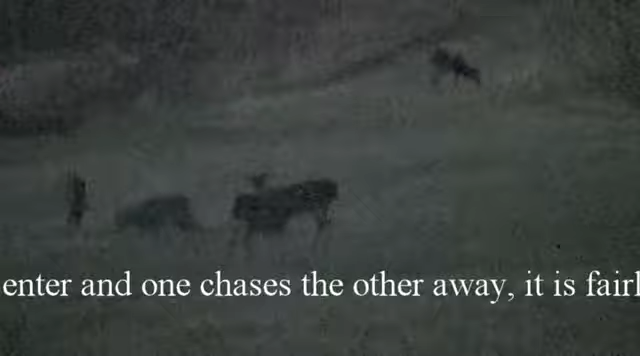 enter and one chases the other away, it is fairl